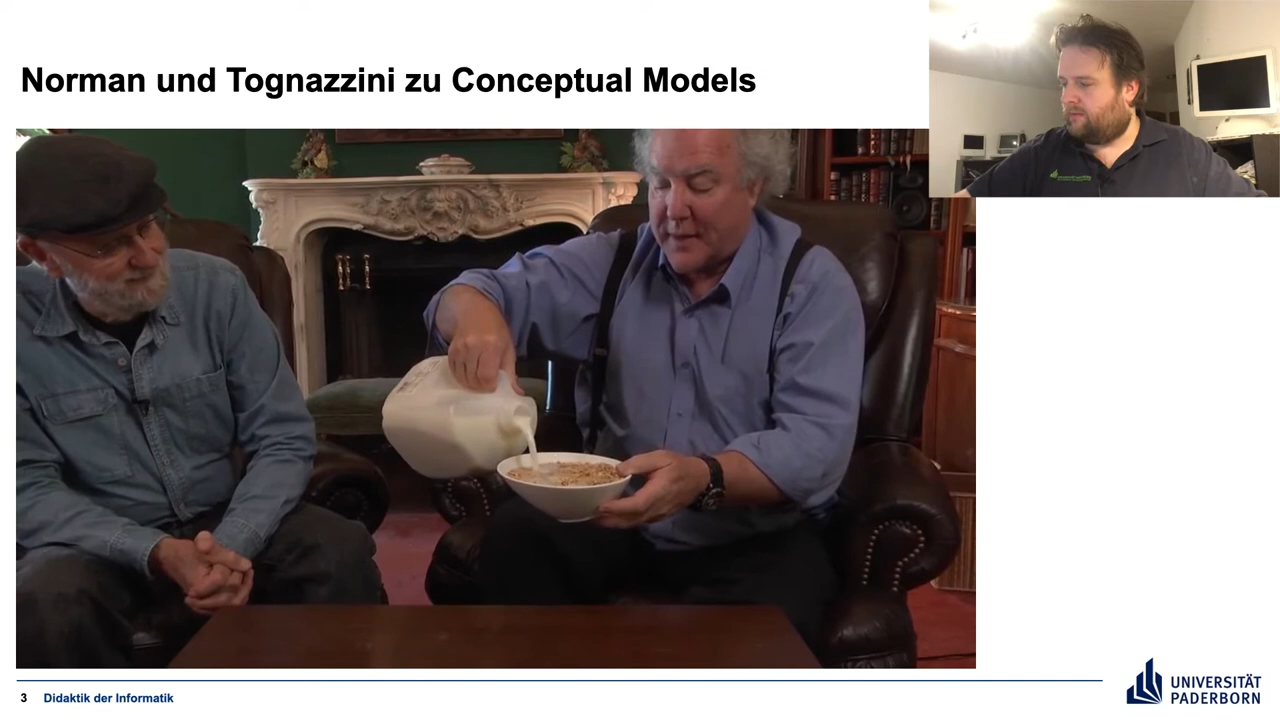 Norman und Tognazzini zu Conceptual Models
3 Didaktik der Informatik
UNIVERSITÄT
PADERBORN